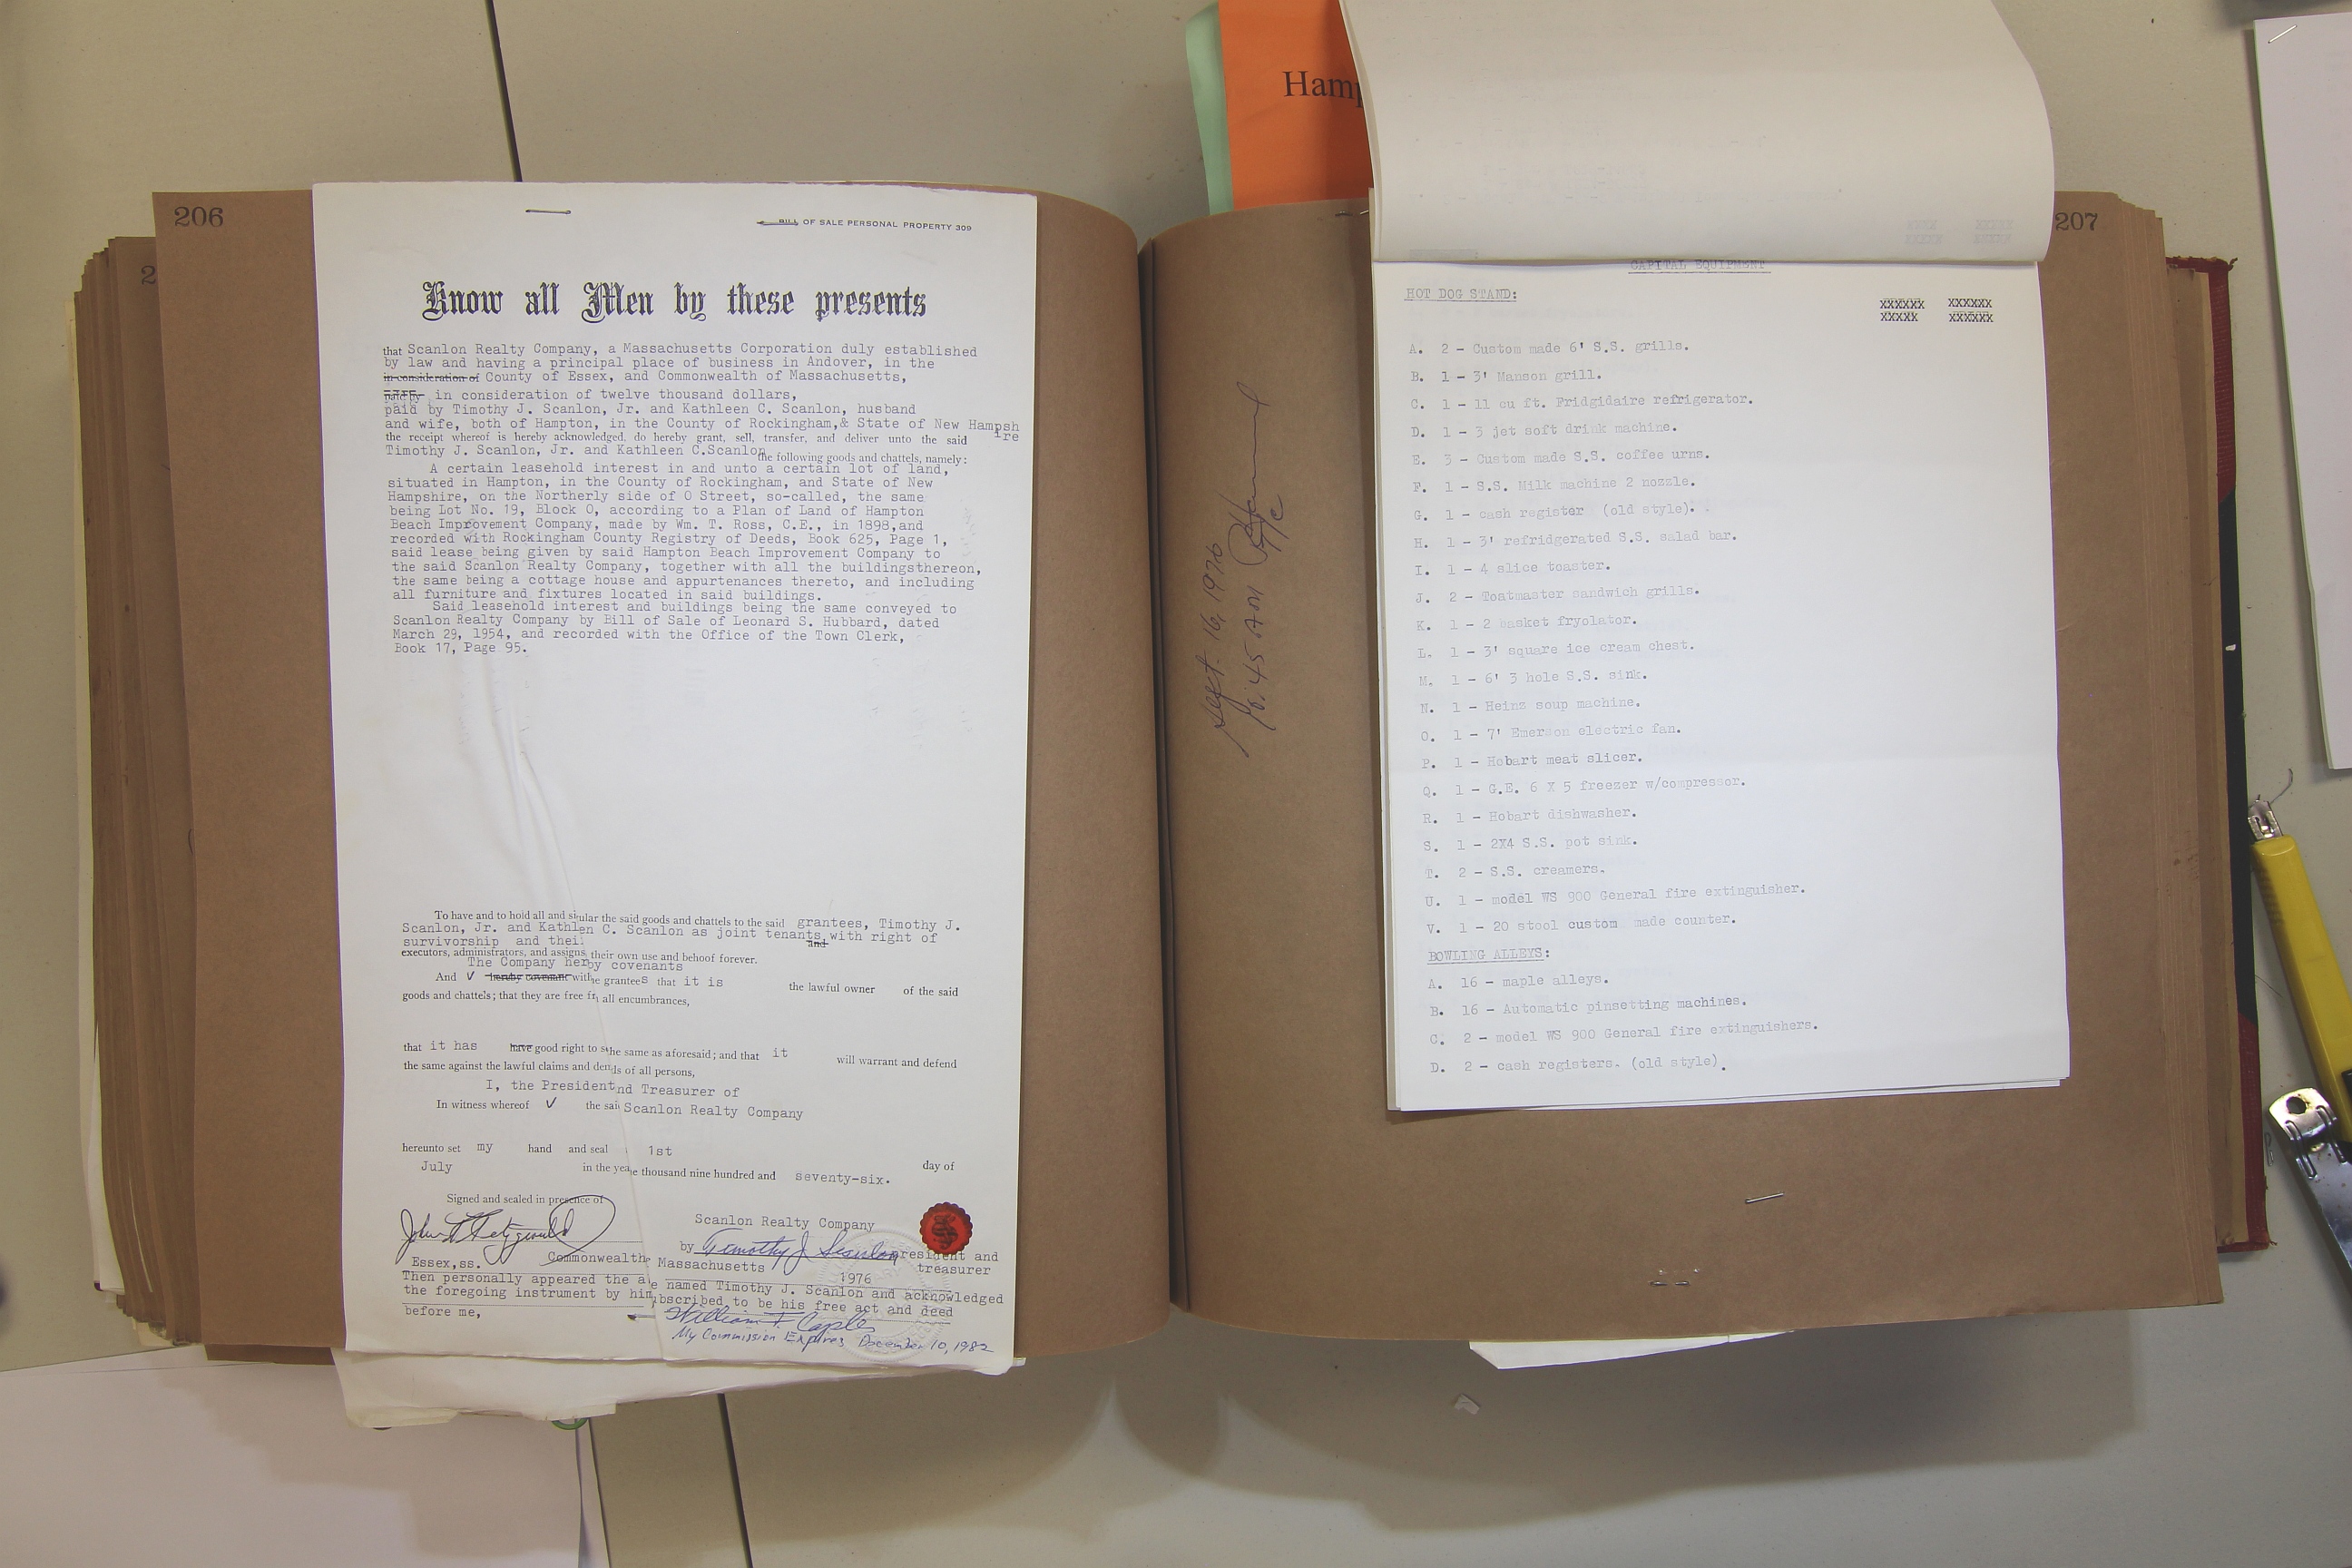 206
BILL OF SALE PERSONAL PROPERTY 309
Know all Men by these presents
that Scanlon Realty Company, a Massachusetts Corporation duly established
by law and having a principal place of business in Andover, in the
in consideration of County of Essex, and Commonwealth of Massachusetts,
paid by in consideration of twelve thousand dollars,
paid by Timothy J. Scanlon, Jr. and Kathleen C. Scanlon, husband
and wife, both of Hampton, in the County of Rockingham,& State of New Hampsh
ire
the receipt whereof is hereby acknowledged, do hereby grant, sell, transfer, and deliver unto the said
Timothy J. Scanlon, Jr. and Kathleen C.Scanlon the following goods and chattels, namely:
A certain leasehold interest in and unto a certain lot of land,
situated in Hampton, in the County of Rockingham, and State of New
Hampshire, on the Northerly side of O Street, so-called, the same
being Lot No. 19, Block O, according to a Plan of Land of Hampton
Beach Improvement Company, made by Wm. T. Ross, C.E., in 1898,and
recorded with Rockingham County Registry of Deeds, Book 625, Page 1,
said lease being given by said Hampton Beach Improvement Company to
the said Scanlon Realty Company, together with all the buildingsthereon,
the same being a cottage house and appurtenances thereto, and including
all furniture and fixtures located in said buildings.
Said leasehold interest and buildings being the same conveyed to
Scanlon Realty Company by Bill of Sale of Leonard S. Hubbard, dated
March 29, 1954, and recorded with the Office of the Town Clerk,
Book 17, Page 95.
To have and to hold all and si ular the said goods and chattels to the said grantees, Timothy J.
Scanlon, Jr. and Kathlen C. Scanlon as joint tenants with right of
survivorship and thei and
executors, administrators, and assigns their own use and behoof forever.
The Company herby covenants
And ✓ hereby covenant with e grantees that it is the lawful owner of the said
goods and chattels; that they are free fr all encumbrances,
that it has have good right to s the same as aforesaid; and that it will warrant and defend
the same against the lawful claims and de ds of all persons,
I, the President nd Treasurer of
In witness whereof ✓ the sai Scanlon Realty Company
hereunto set my hand and seal 1st
July in the yea e thousand nine hundred and seventy-six. day of
Signed and sealed in presence of
Scanlon Realty Company
by Timothy J Scanlon president and
treasurer
Essex,ss. Commonwealth Massachusetts 1976
Then personally appeared the a e named Timothy J. Scanlon and acknowledged
the foregoing instrument by him bscribed to be his free act and deed
before me,
My Commission Expires December 10, 1982
Sept. 16, 1976
10:45 AM
Hamp
207
CAPITAL EQUIPMENT
HOT DOG STAND:
XXXXXX XXXXXX
XXXXX XXXXXX
A. 2 - Custom made 6' S.S. grills.
B. 1 - 3' Manson grill.
C. 1 - 11 cu ft. Fridgidaire refrigerator.
D. 1 - 3 jet soft drink machine.
E. 3 - Custom made S.S. coffee urns.
F. 1 - S.S. Milk machine 2 nozzle.
G. 1 - cash register (old style).
H. 1 - 3' refridgerated S.S. salad bar.
I. 1 - 4 slice toaster.
J. 2 - Toatmaster sandwich grills.
K. 1 - 2 basket fryolator.
L. 1 - 3' square ice cream chest.
M. 1 - 6' 3 hole S.S. sink.
N. 1 - Heinz soup machine.
O. 1 - 7' Emerson electric fan.
P. 1 - Hobart meat slicer.
Q. 1 - G.E. 6 X 5 freezer w/compressor.
R. 1 - Hobart dishwasher.
S. 1 - 2X4 S.S. pot sink.
T. 2 - S.S. creamers.
U. 1 - model WS 900 General fire extinguisher.
V. 1 - 20 stool custom made counter.
BOWLING ALLEYS:
A. 16 - maple alleys.
B. 16 - Automatic pinsetting machines.
C. 2 - model WS 900 General fire extinguishers.
D. 2 - cash registers. (old style).